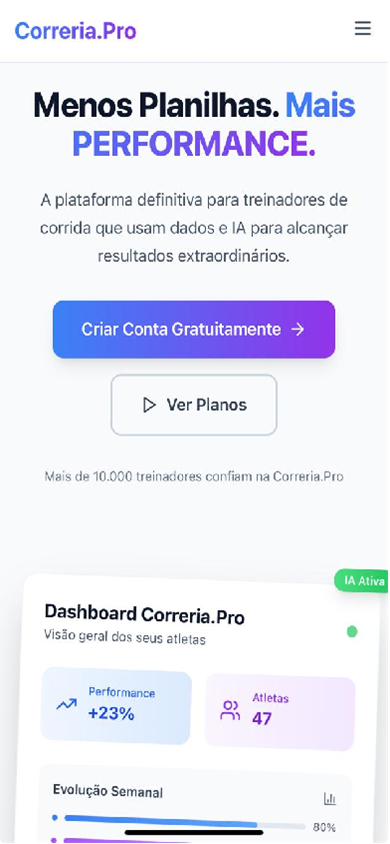 Correria.Pro
Menos Planilhas. Mais
PERFORMANCE.
A plataforma definitiva para treinadores de
corrida que usam dados e IA para alcançar
resultados extraordinários.
Criar Conta Gratuitamente →
Ver Planos
Mais de 10.000 treinadores confiam na Correria.Pro
IA Ativa
Dashboard Correria.Pro
Visão geral dos seus atletas
Performance
+23%
Atletas
47
Evolução Semanal
80%